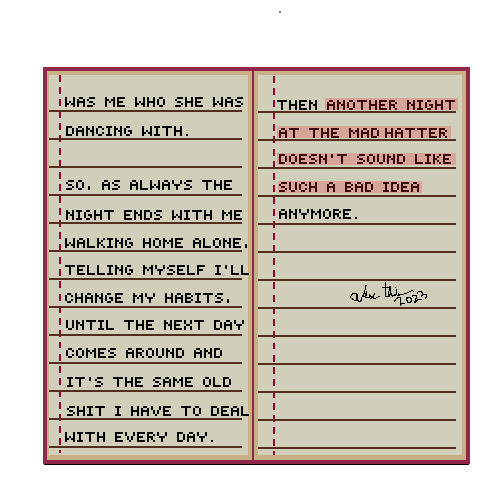 WAS ME WHO SHE WAS
DANCING WITH.
SO. AS ALWAYS THE
NIGHT ENDS WITH ME
WALKING HOME ALONE.
TELLING MYSELF I'LL
CHANGE MY HABITS.
UNTIL THE NEXT DAY
COMES AROUND AND
IT'S THE SAME OLD
SHIT I HAVE TO DEAL
WITH EVERY DAY.
THEN ANOTHER NIGHT
AT THE MAD HATTER
DOESN'T SOUND LIKE
SUCH A BAD IDEA
ANYMORE.
2023